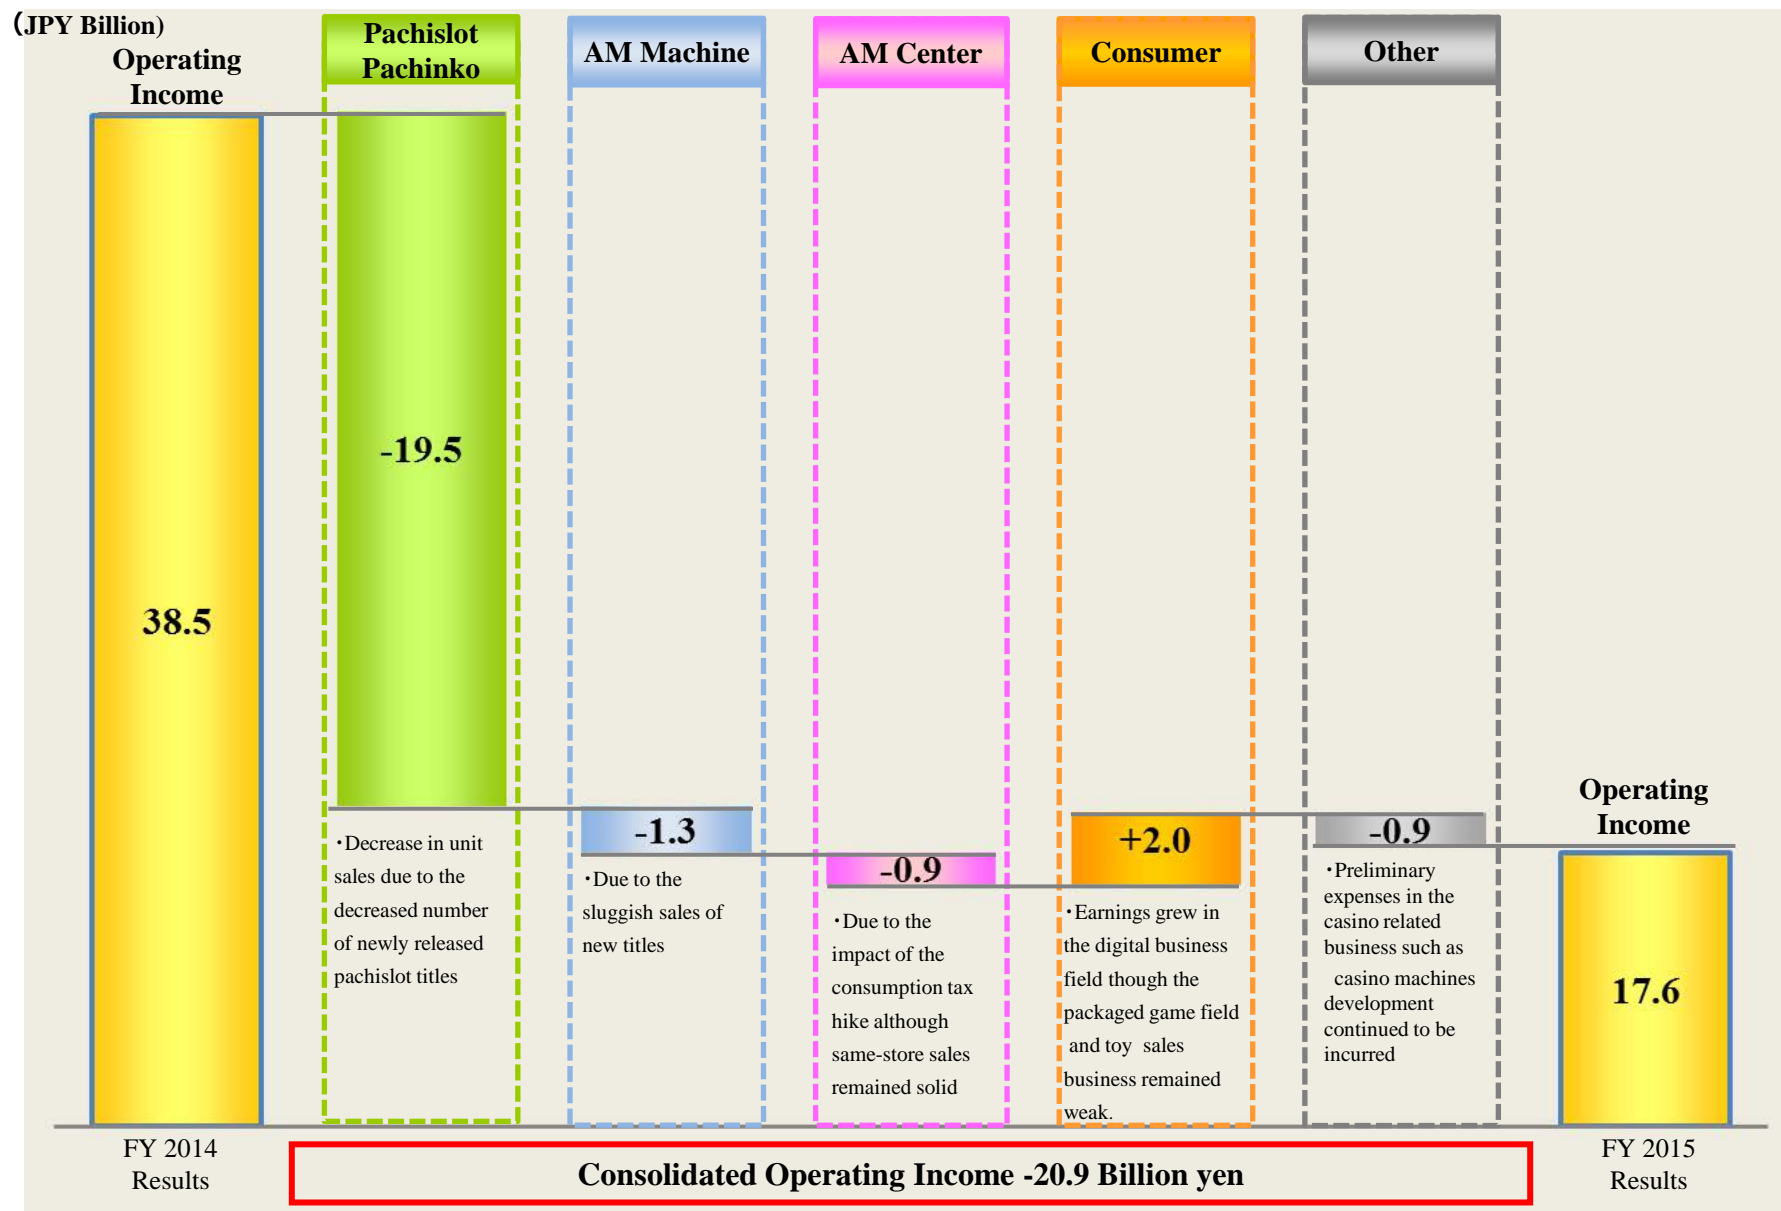 （JPY Billion)
Operating
Income
38.5
FY 2014
Results
Pachislot
Pachinko
-19.5
・Decrease in unit
sales due to the
decreased number
of newly released
pachislot titles
AM Machine
-1.3
・Due to the
sluggish sales of
new titles
AM Center
-0.9
・Due to the
impact of the
consumption tax
hike although
same-store sales
remained solid
Consumer
+2.0
・Earnings grew in
the digital business
field though the
packaged game field
and toy sales
business remained
weak.
Other
-0.9
・Preliminary
expenses in the
casino related
business such as
casino machines
development
continued to be
incurred
Operating
Income
17.6
FY 2015
Results
Consolidated Operating Income -20.9 Billion yen